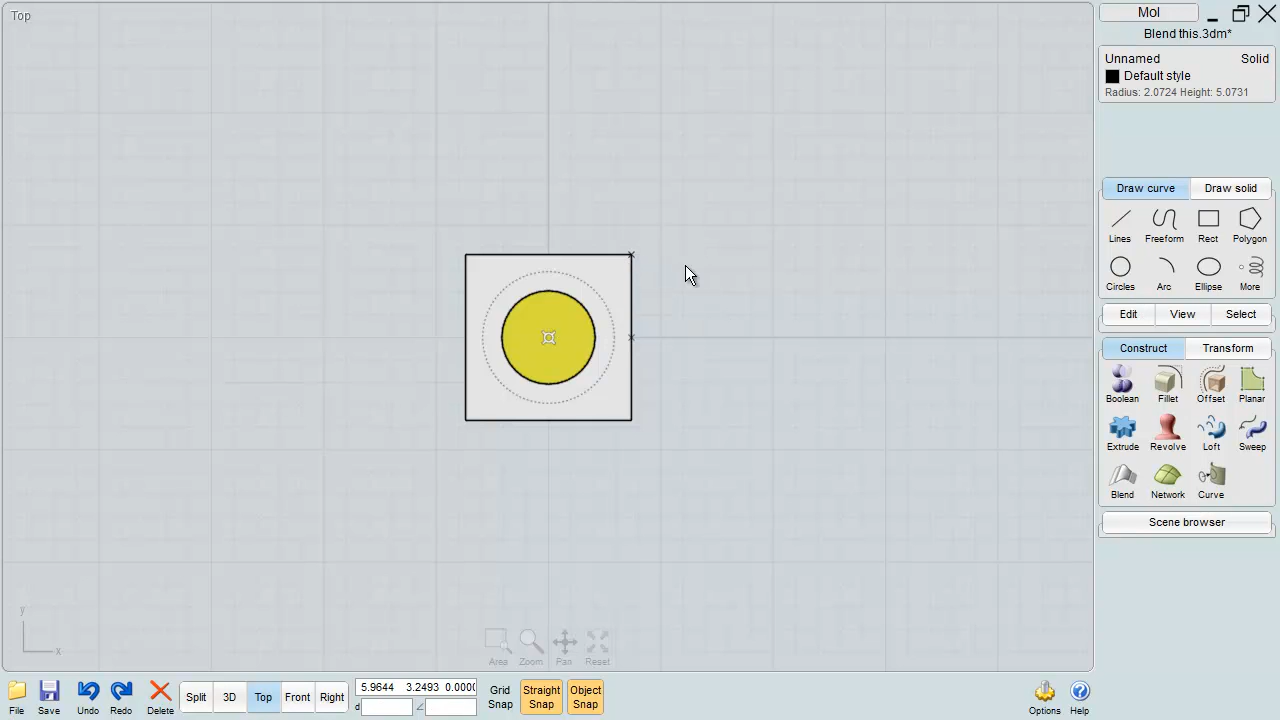 Top
MoI
Blend this.3dm*
Unnamed Solid
Default style
Radius: 2.0724 Height: 5.0731
Draw curve Draw solid
Lines Freeform Rect Polygon
Circles Arc Ellipse More
Edit View Select
Construct Transform
Boolean Fillet Offset Planar
Extrude Revolve Loft Sweep
Blend Network Curve
Scene browser
y
x
Area Zoom Pan Reset
File Save Undo Redo Delete Split 3D Top Front Right
5.9644 3.2493 0.0000
d
Grid Snap
Straight Snap
Object Snap
Options Help